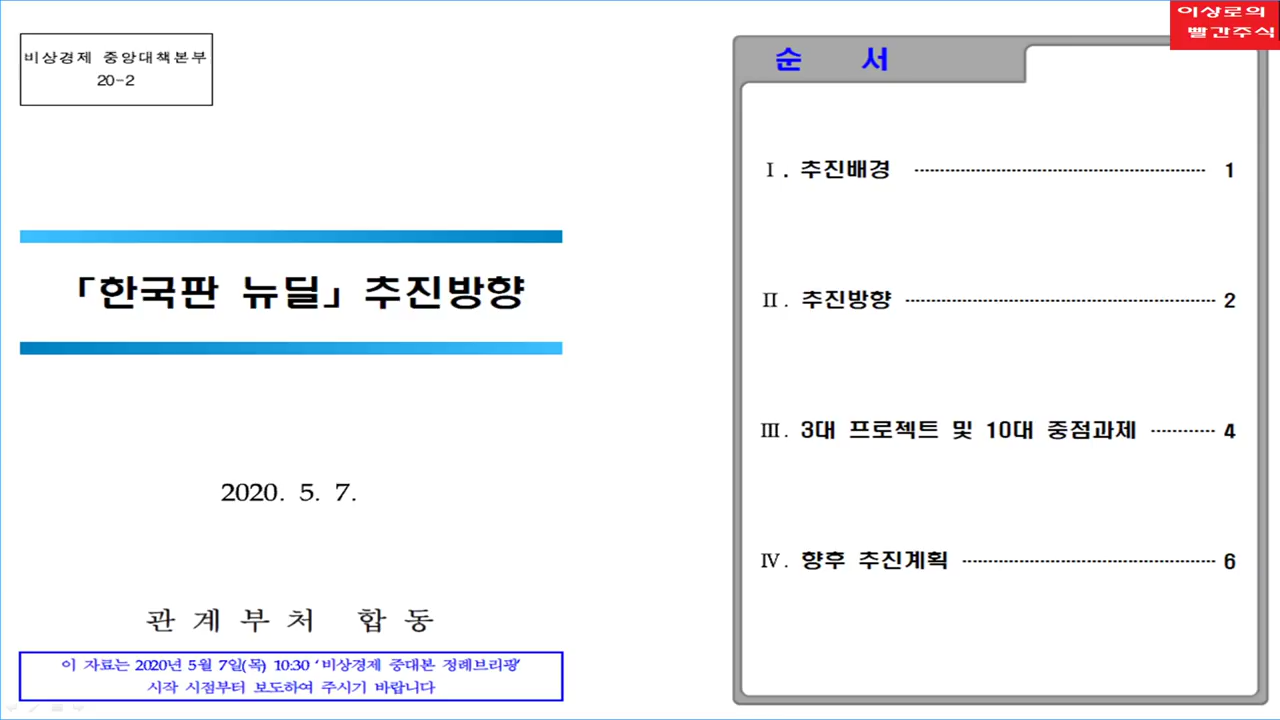 비상경제 중앙대책본부
20-2
「한국판 뉴딜」 추진방향
2020. 5. 7.
관계부처 합동
이 자료는 2020년 5월 7일(목) 10:30 ‘비상경제 중대본 정례브리핑’
시작 시점부터 보도하여 주시기 바랍니다
이상로의
빨간주식
순 서
Ⅰ. 추진배경 1
Ⅱ. 추진방향 2
Ⅲ. 3대 프로젝트 및 10대 중점과제 4
Ⅳ. 향후 추진계획 6